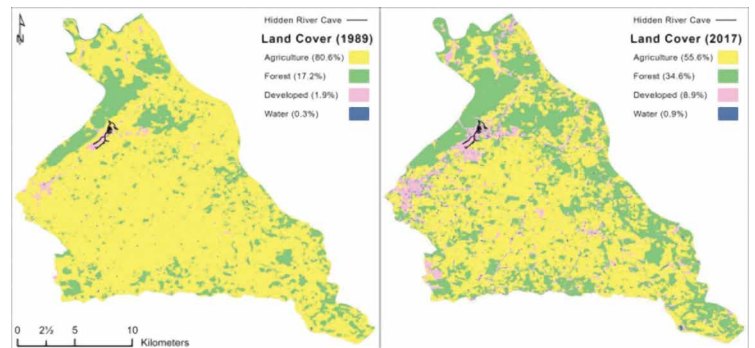 N
Hidden River Cave
Land Cover (1989)
Agriculture (80.6%)
Forest (17.2%)
Developed (1.9%)
Water (0.3%)
0 2½ 5 10
Kilometers
Hidden River Cave
Land Cover (2017)
Agriculture (55.6%)
Forest (34.6%)
Developed (8.9%)
Water (0.9%)